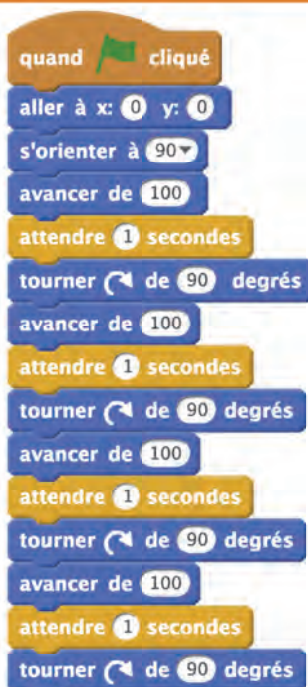 quand cliqué
aller à x: 0 y: 0
s'orienter à 90
avancer de 100
attendre 1 secondes
tourner de 90 degrés
avancer de 100
attendre 1 secondes
tourner de 90 degrés
avancer de 100
attendre 1 secondes
tourner de 90 degrés
avancer de 100
attendre 1 secondes
tourner de 90 degrés